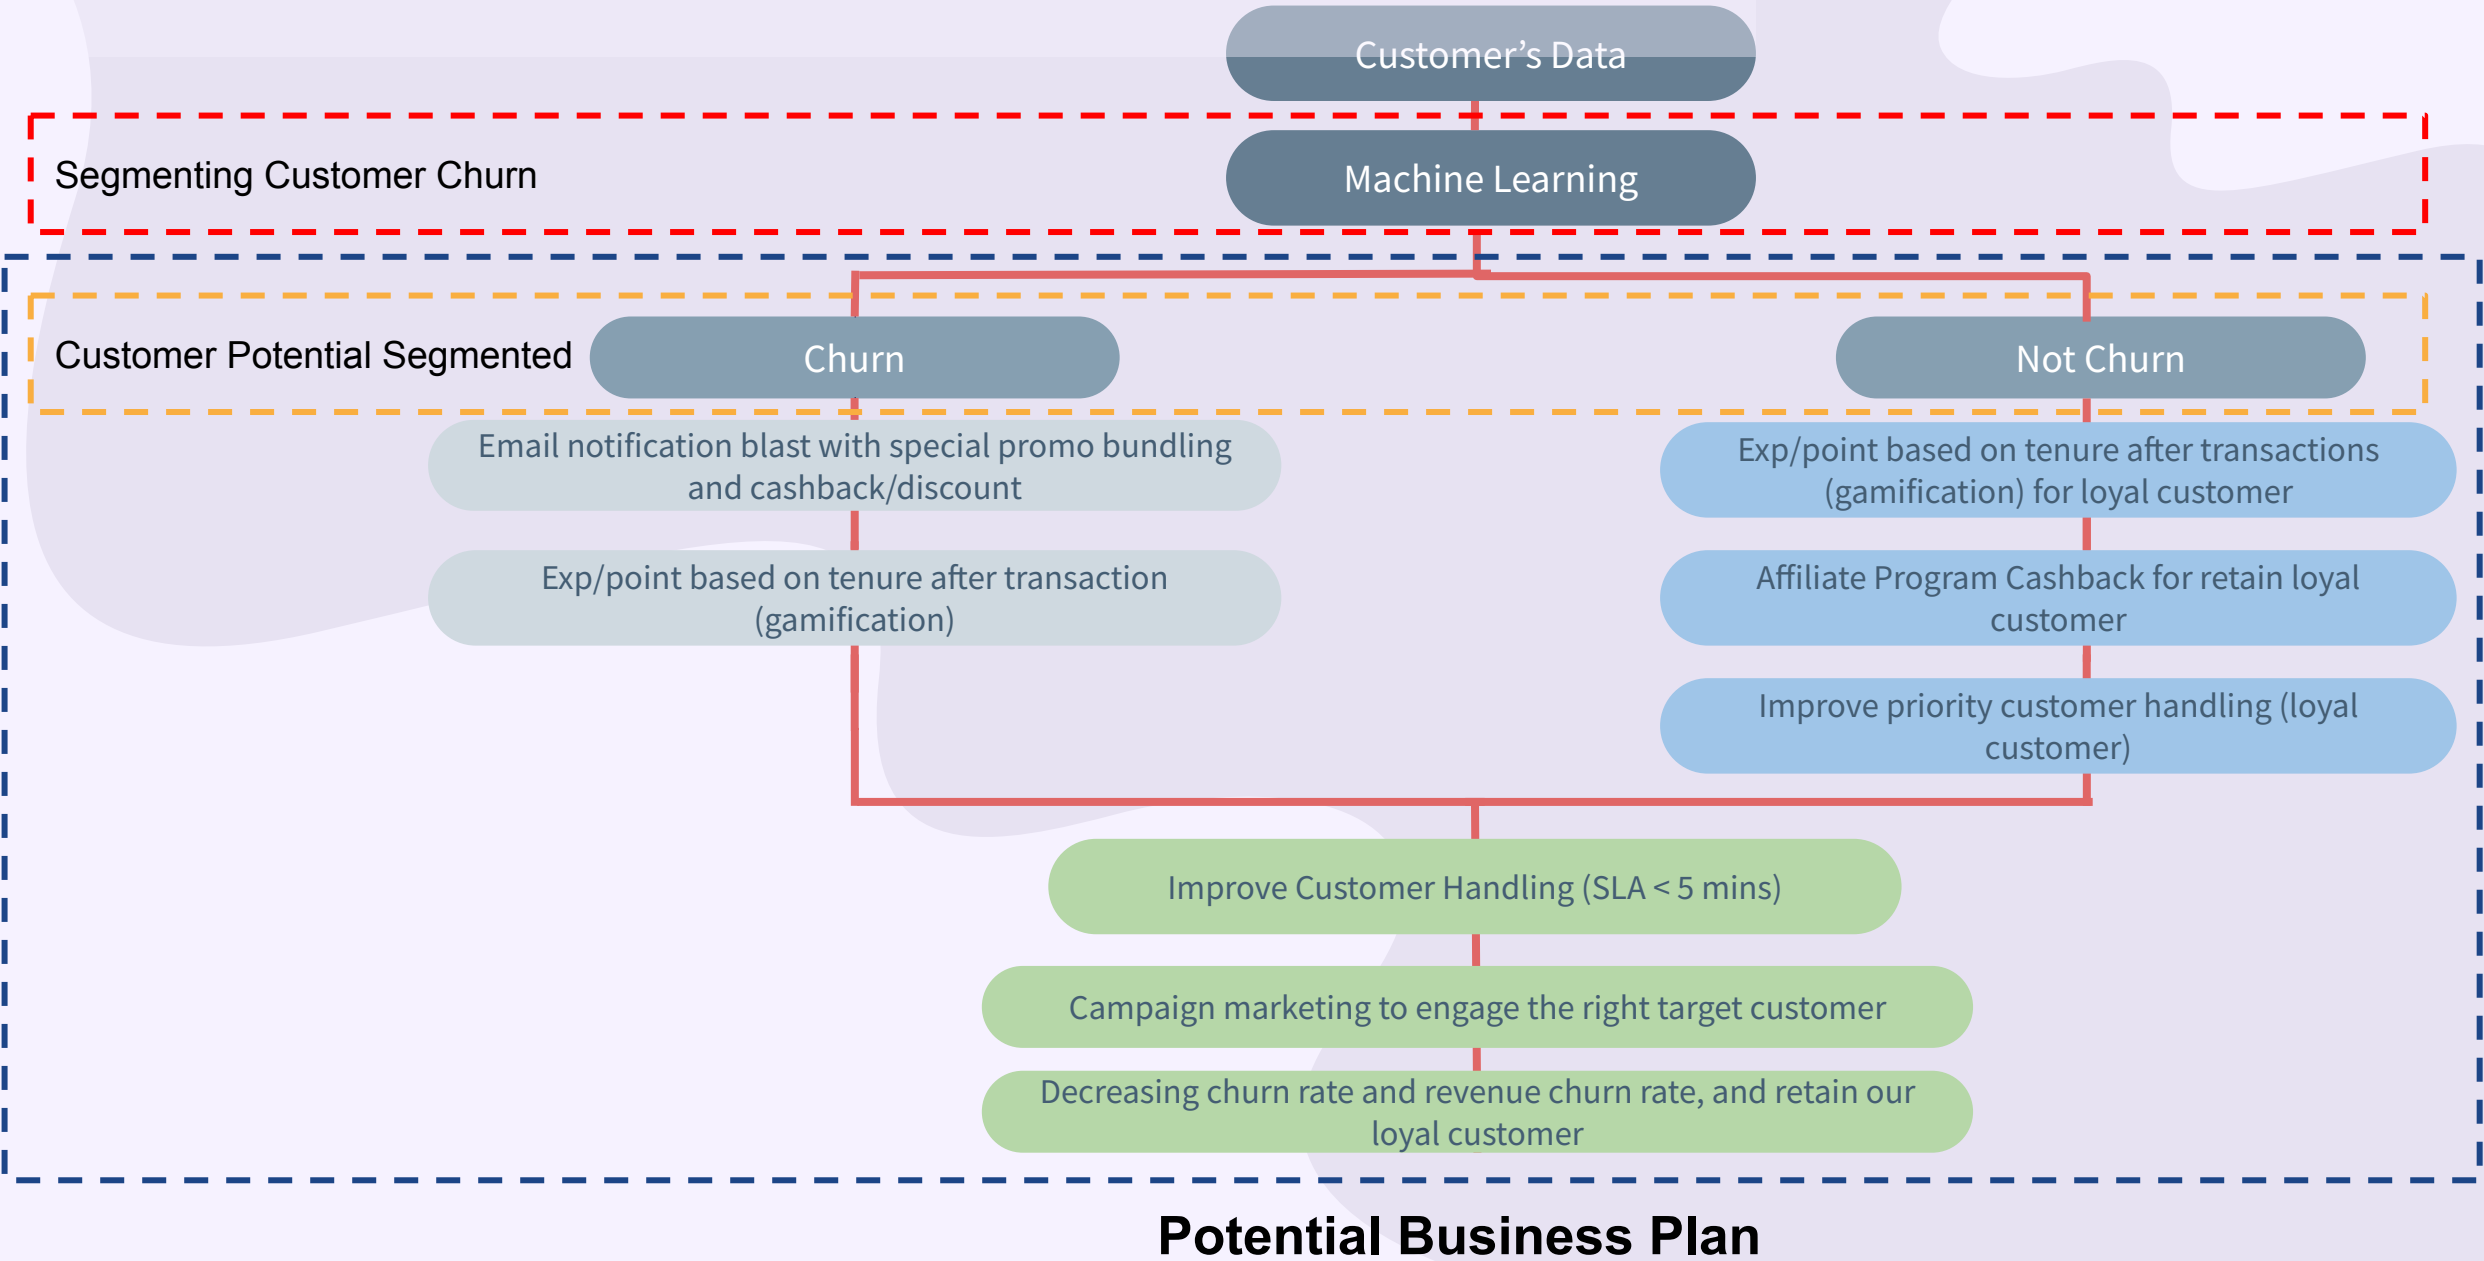 Customer’s Data
Segmenting Customer Churn
Machine Learning
Customer Potential Segmented
Churn
Not Churn
Email notification blast with special promo bundling
and cashback/discount
Exp/point based on tenure after transactions
(gamification) for loyal customer
Exp/point based on tenure after transaction
(gamification)
Affiliate Program Cashback for retain loyal
customer
Improve priority customer handling (loyal
customer)
Improve Customer Handling (SLA < 5 mins)
Campaign marketing to engage the right target customer
Decreasing churn rate and revenue churn rate, and retain our
loyal customer
Potential Business Plan